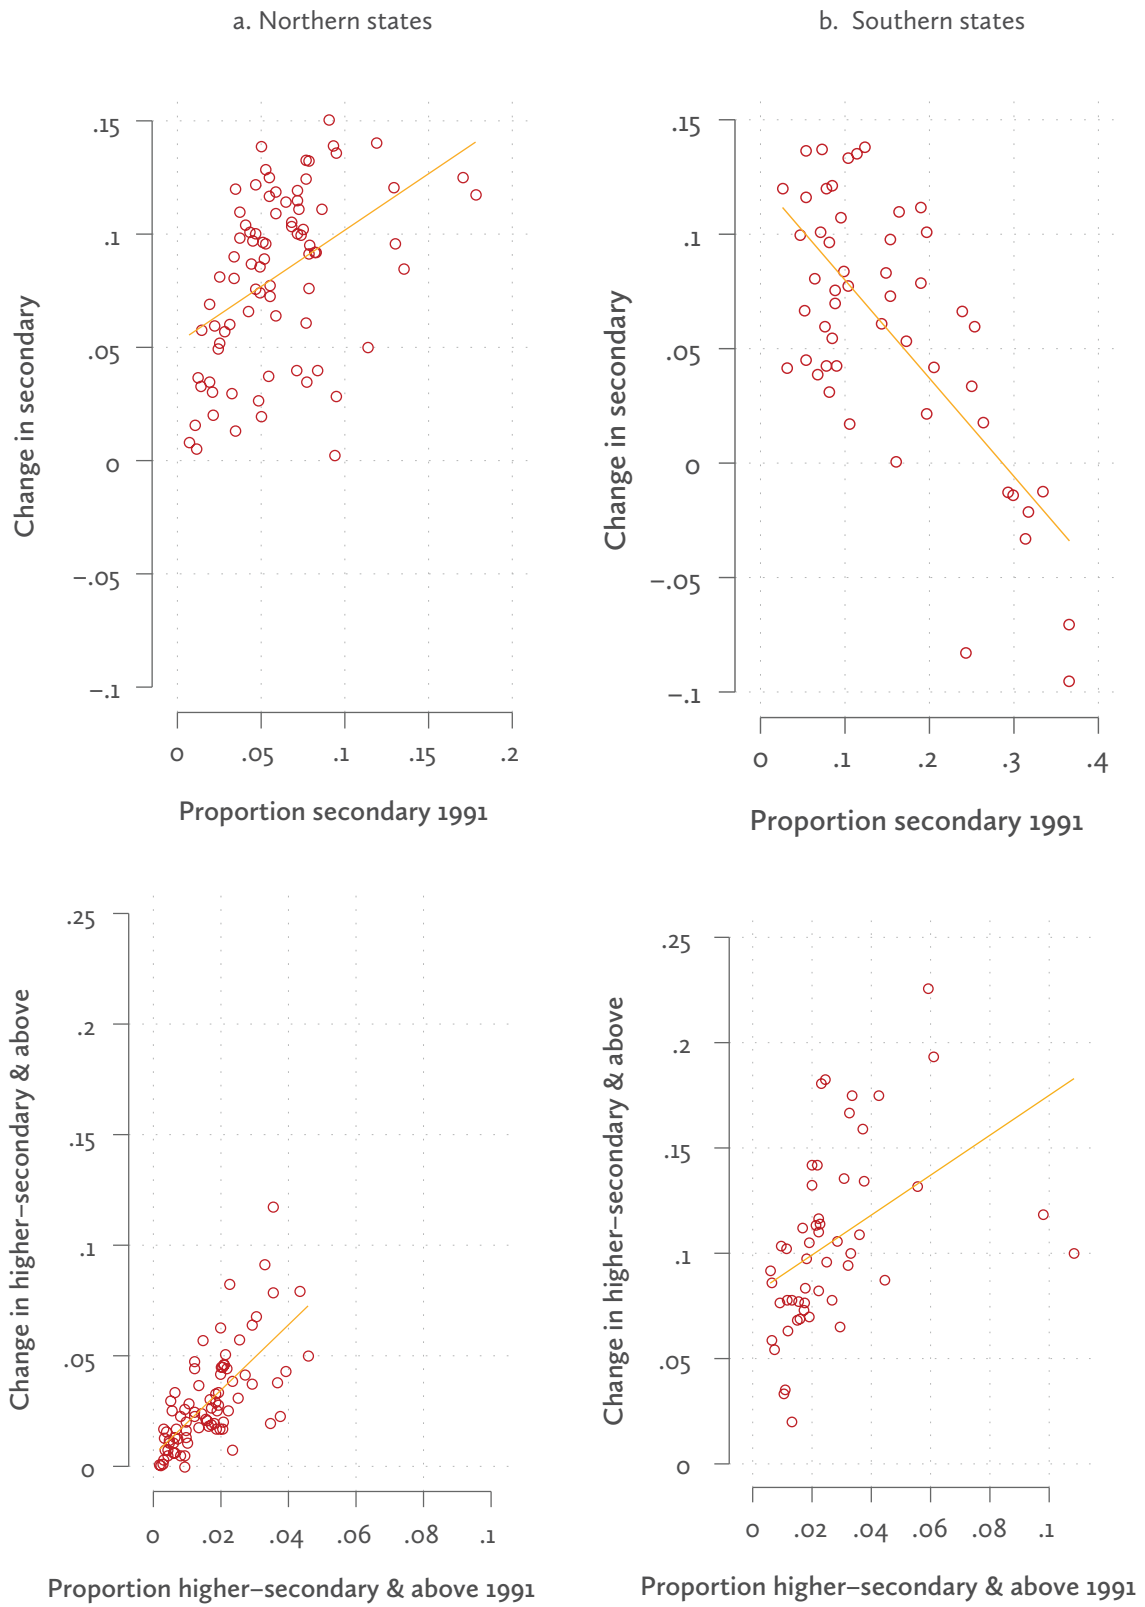 a. Northern states
b. Southern states
.15
.1
.05
0
−.05
−.1
Change in secondary
0 .05 .1 .15 .2
Proportion secondary 1991
.15
.1
.05
0
−.05
−.1
Change in secondary
0 .1 .2 .3 .4
Proportion secondary 1991
.25
.2
.15
.1
.05
0
Change in higher–secondary & above
0 .02 .04 .06 .08 .1
Proportion higher–secondary & above 1991
.25
.2
.15
.1
.05
0
Change in higher–secondary & above
0 .02 .04 .06 .08 .1
Proportion higher–secondary & above 1991